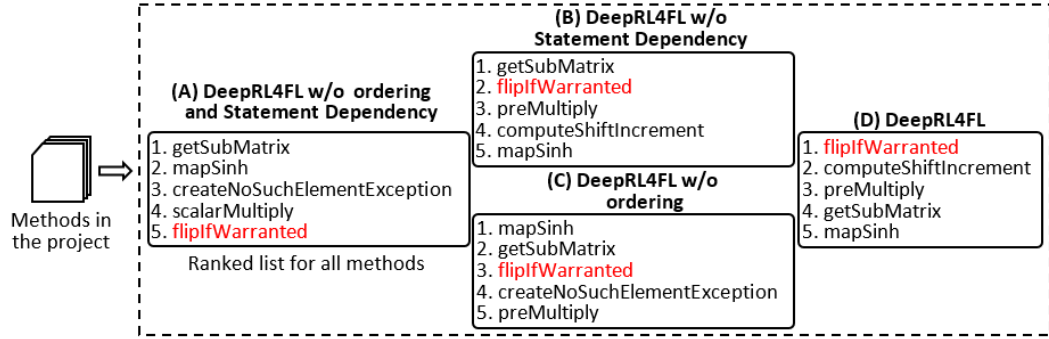 Methods in
the project
(A) DeepRL4FL w/o ordering
and Statement Dependency
1. getSubMatrix
2. mapSinh
3. createNoSuchElementException
4. scalarMultiply
5. flipIfWarranted
Ranked list for all methods
(B) DeepRL4FL w/o
Statement Dependency
1. getSubMatrix
2. flipIfWarranted
3. preMultiply
4. computeShiftIncrement
5. mapSinh
(C) DeepRL4FL w/o
ordering
1. mapSinh
2. getSubMatrix
3. flipIfWarranted
4. createNoSuchElementException
5. preMultiply
(D) DeepRL4FL
1. flipIfWarranted
2. computeShiftIncrement
3. preMultiply
4. getSubMatrix
5. mapSinh